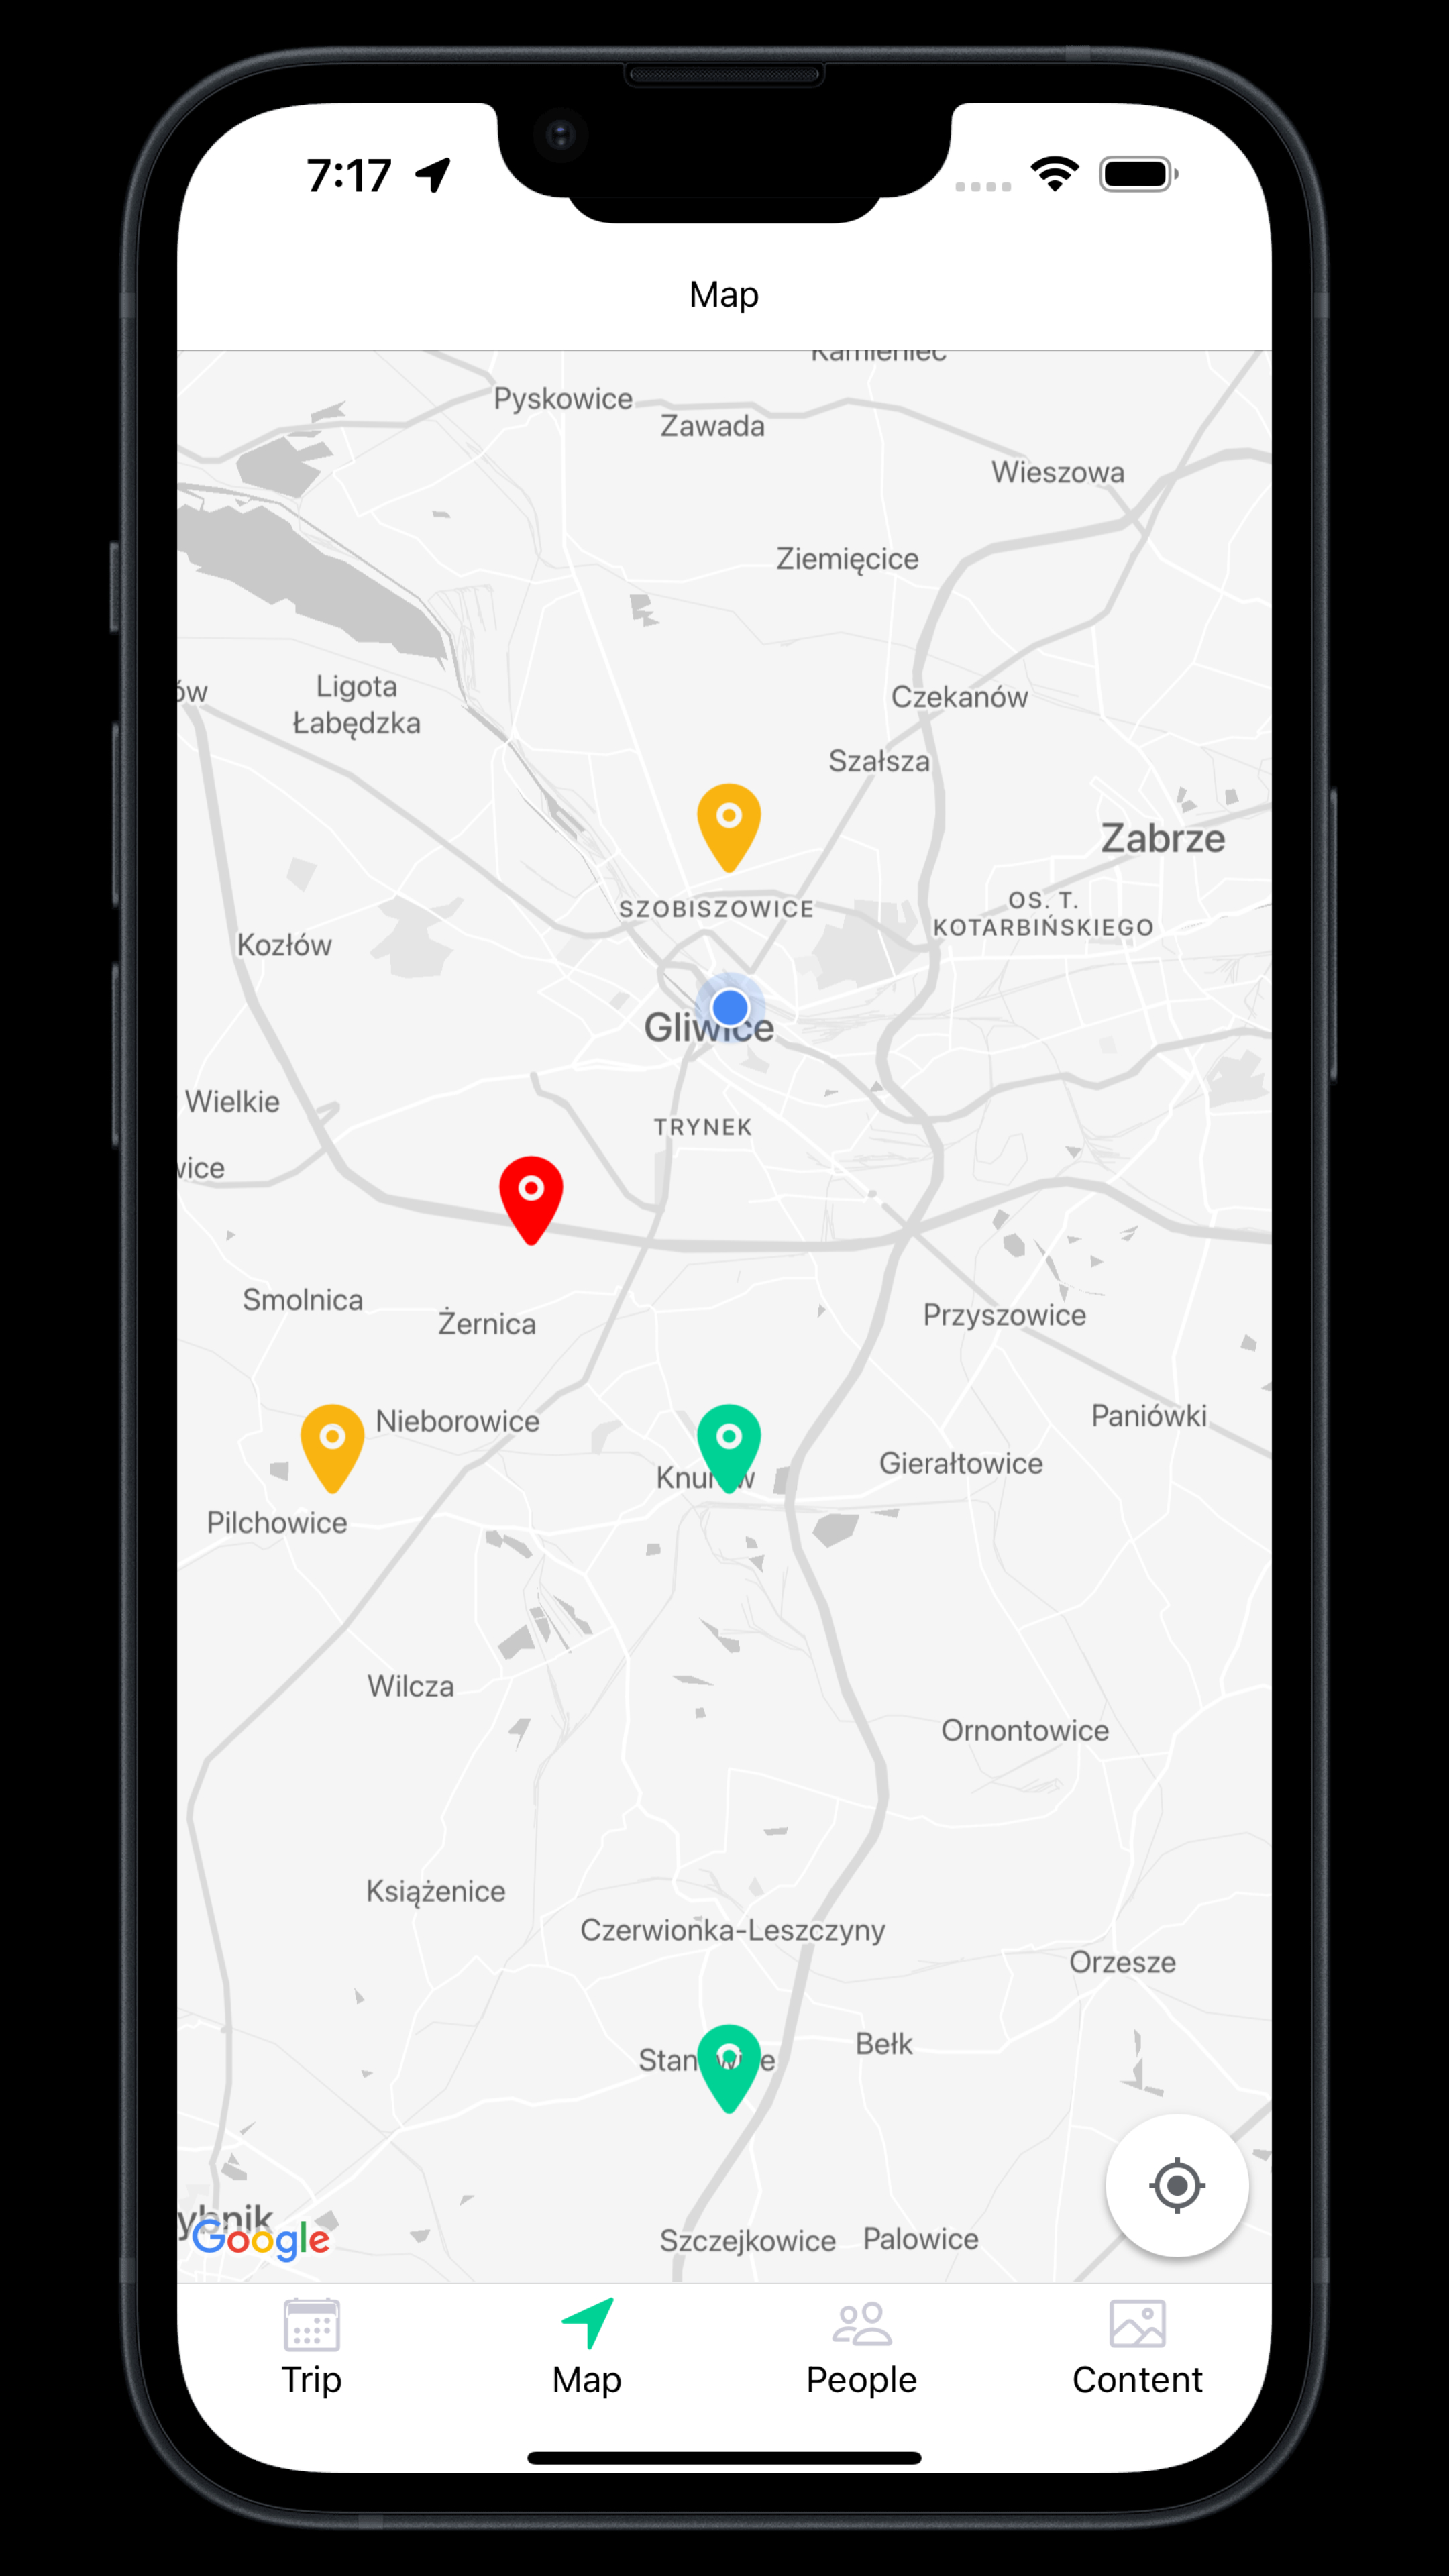 7:17
Map
Kamieniec
Pyskowice
Zawada
Wieszowa
Ziemięcice
ów
Ligota
Łabędzka
Czekanów
Szałsza
Zabrze
SZOBISZOWICE
OS. T.
KOTARBIŃSKIEGO
Kozłów
Gliwice
Wielkie
TRYNEK
wice
Smolnica
Żernica
Przyszowice
Nieborowice
Paniówki
Knurów
Gierałtowice
Pilchowice
Wilcza
Ornontowice
Książenice
Czerwionka-Leszczyny
Orzesze
Stanowice
Bełk
ybnik
Google
Szczejkowice
Palowice
Trip
Map
People
Content